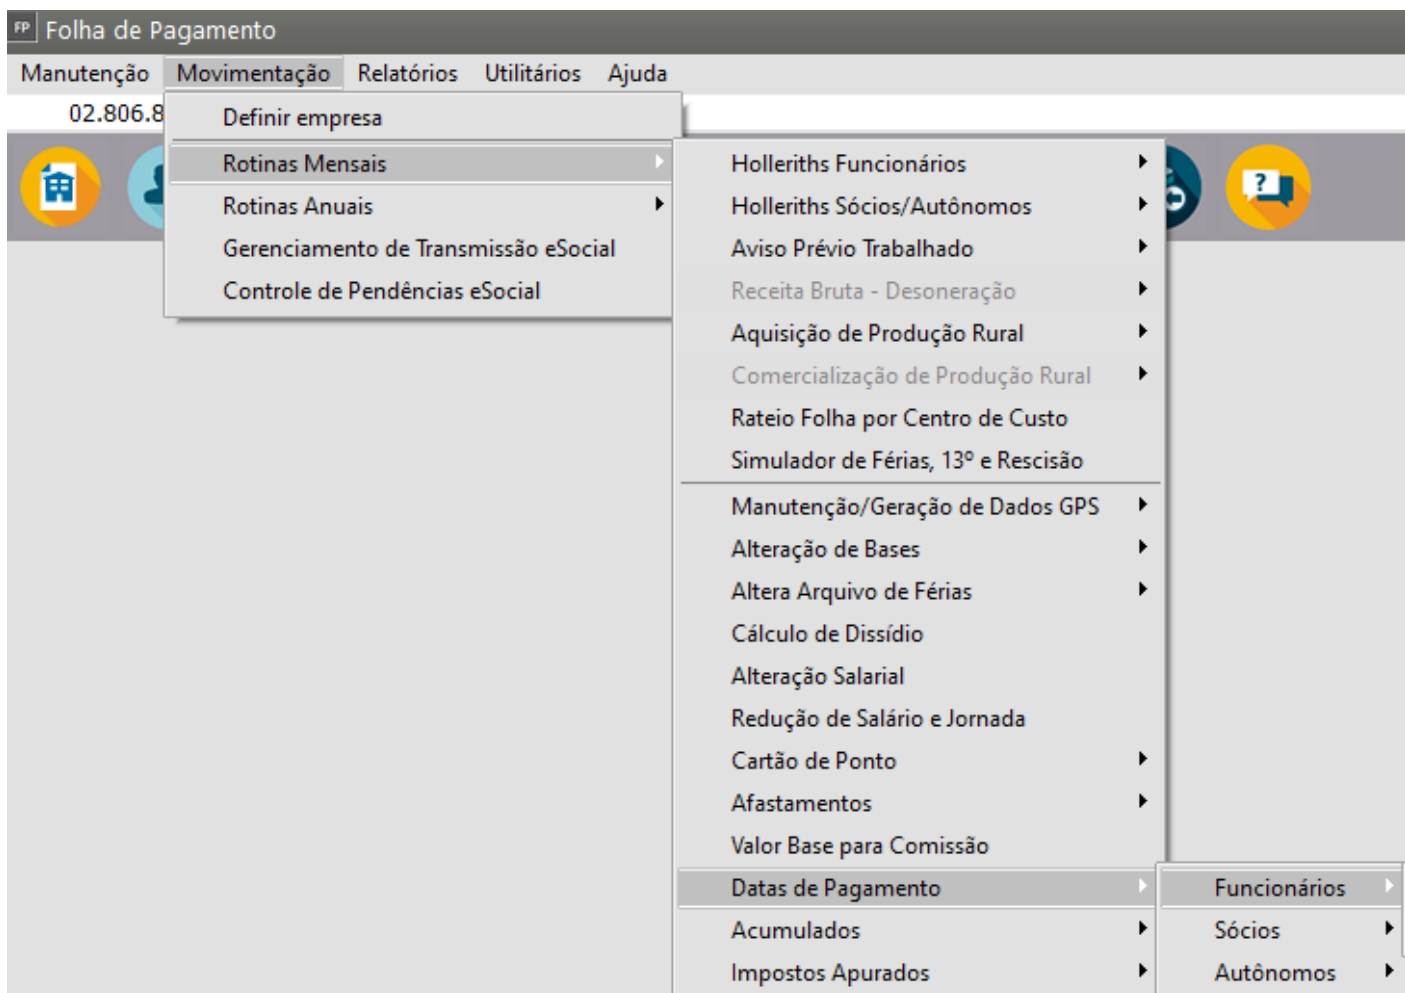 FP Folha de Pagamento
Manutenção Movimentação Relatórios Utilitários Ajuda
02.806.8
Definir empresa
Rotinas Mensais
Rotinas Anuais
Gerenciamento de Transmissão eSocial
Controle de Pendências eSocial
?
Holleriths Funcionários
Holleriths Sócios/Autônomos
Aviso Prévio Trabalhado
Receita Bruta - Desoneração
Aquisição de Produção Rural
Comercialização de Produção Rural
Rateio Folha por Centro de Custo
Simulador de Férias, 13º e Rescisão
Manutenção/Geração de Dados GPS
Alteração de Bases
Altera Arquivo de Férias
Cálculo de Dissídio
Alteração Salarial
Redução de Salário e Jornada
Cartão de Ponto
Afastamentos
Valor Base para Comissão
Datas de Pagamento
Acumulados
Impostos Apurados
Funcionários
Sócios
Autônomos